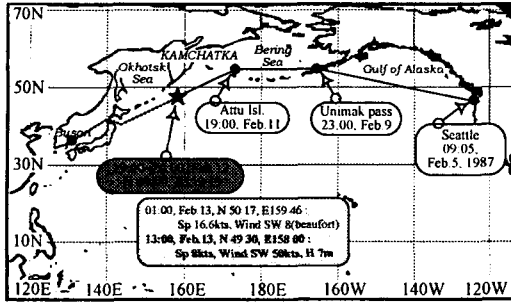 70N
50N
30N
10N
KAMCHATKA
Okhotsk
Sea
Bering
Sea
Gulf of Alaska
Busan
Attu Isl.
19:00, Feb.11
Unimak pass
23.00, Feb 9
Seattle
09:05,
Feb.5, 1987
01:00, Feb 13, N 50 17, E159 46 :
Sp 16.6kts, Wind SW 8(beaufort)
13:00, Feb.13, N 49 30, E158 00 :
Sp 8kts, Wind SW 50kts, H 7m
120E 140E 160E 180E 160W 140W 120W